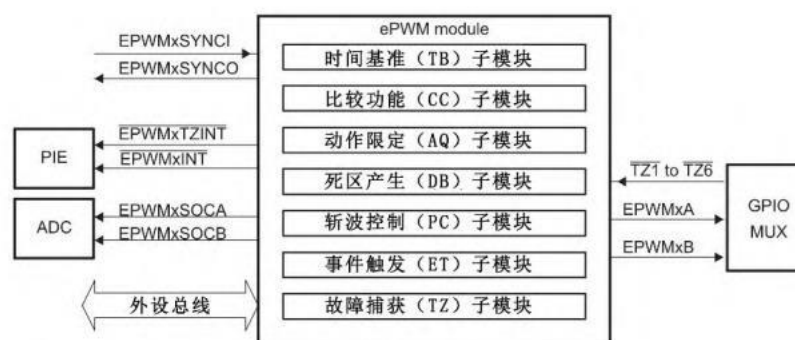 ePWM module
EPWMxSYNCI
EPWMxSYNCO
时间基准（TB）子模块
比较功能（CC）子模块
动作限定（AQ）子模块
死区产生（DB）子模块
斩波控制（PC）子模块
事件触发（ET）子模块
故障捕获（TZ）子模块
PIE
EPWMxTZINT
EPWMxINT
ADC
EPWMxSOCA
EPWMxSOCB
外设总线
TZ1 to TZ6
EPWMxA
EPWMxB
GPIO
MUX